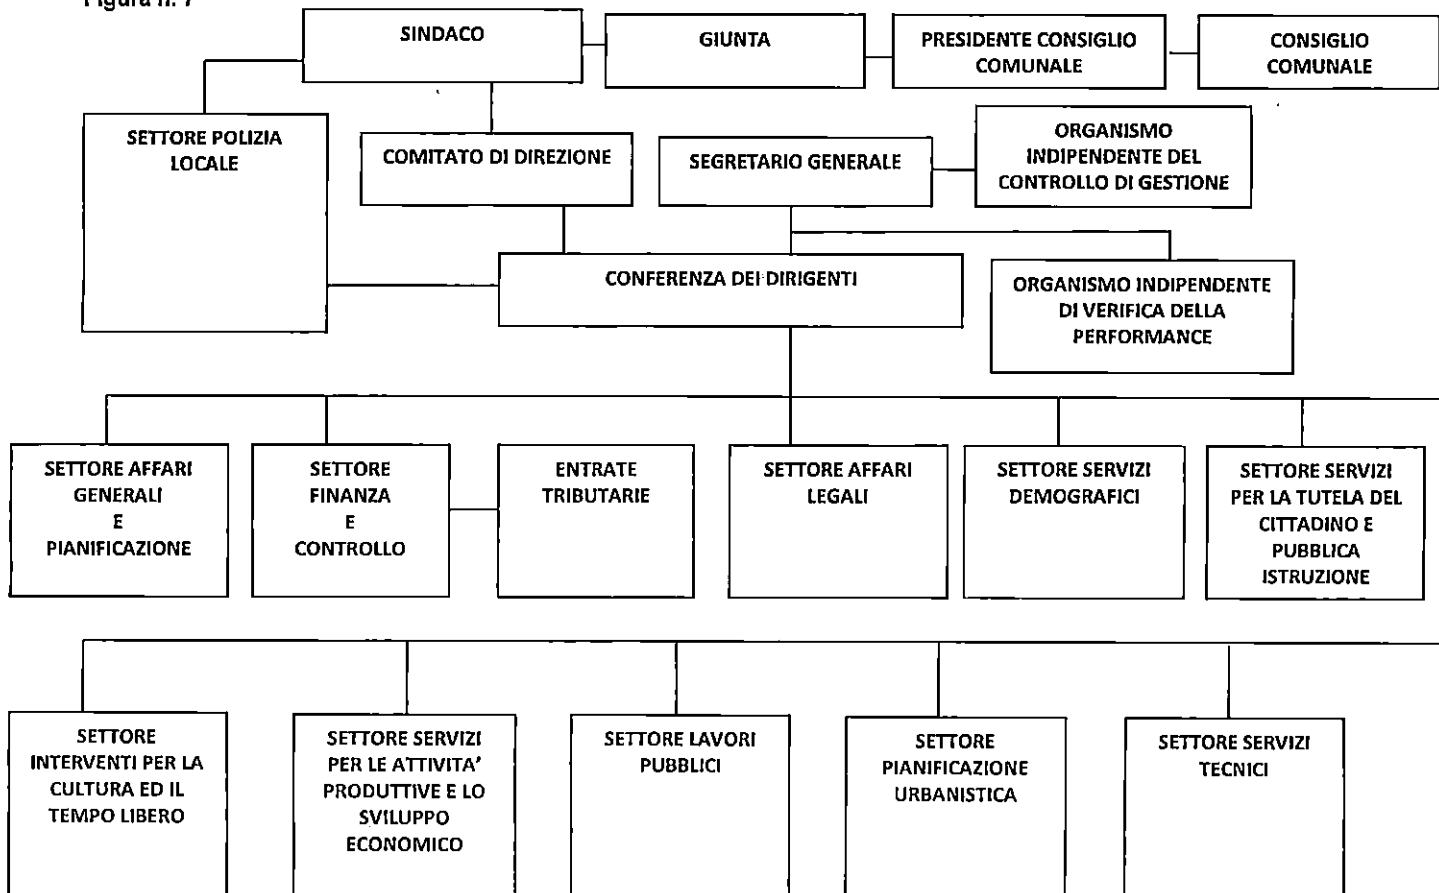 Figura n. 7
SINDACO
GIUNTA
PRESIDENTE CONSIGLIO
COMUNALE
CONSIGLIO
COMUNALE
SETTORE POLIZIA
LOCALE
COMITATO DI DIREZIONE
SEGRETARIO GENERALE
ORGANISMO
INDIPENDENTE DEL
CONTROLLO DI GESTIONE
CONFERENZA DEI DIRIGENTI
ORGANISMO INDIPENDENTE
DI VERIFICA DELLA
PERFORMANCE
SETTORE AFFARI
GENERALI
E
PIANIFICAZIONE
SETTORE
FINANZA
E
CONTROLLO
ENTRATE
TRIBUTARIE
SETTORE AFFARI
LEGALI
SETTORE SERVIZI
DEMOGRAFICI
SETTORE SERVIZI
PER LA TUTELA DEL
CITTADINO E
PUBBLICA
ISTRUZIONE
SETTORE
INTERVENTI PER LA
CULTURA ED IL
TEMPO LIBERO
SETTORE SERVIZI
PER LE ATTIVITA'
PRODUTTIVE E LO
SVILUPPO
ECONOMICO
SETTORE LAVORI
PUBBLICI
SETTORE
PIANIFICAZIONE
URBANISTICA
SETTORE SERVIZI
TECNICI